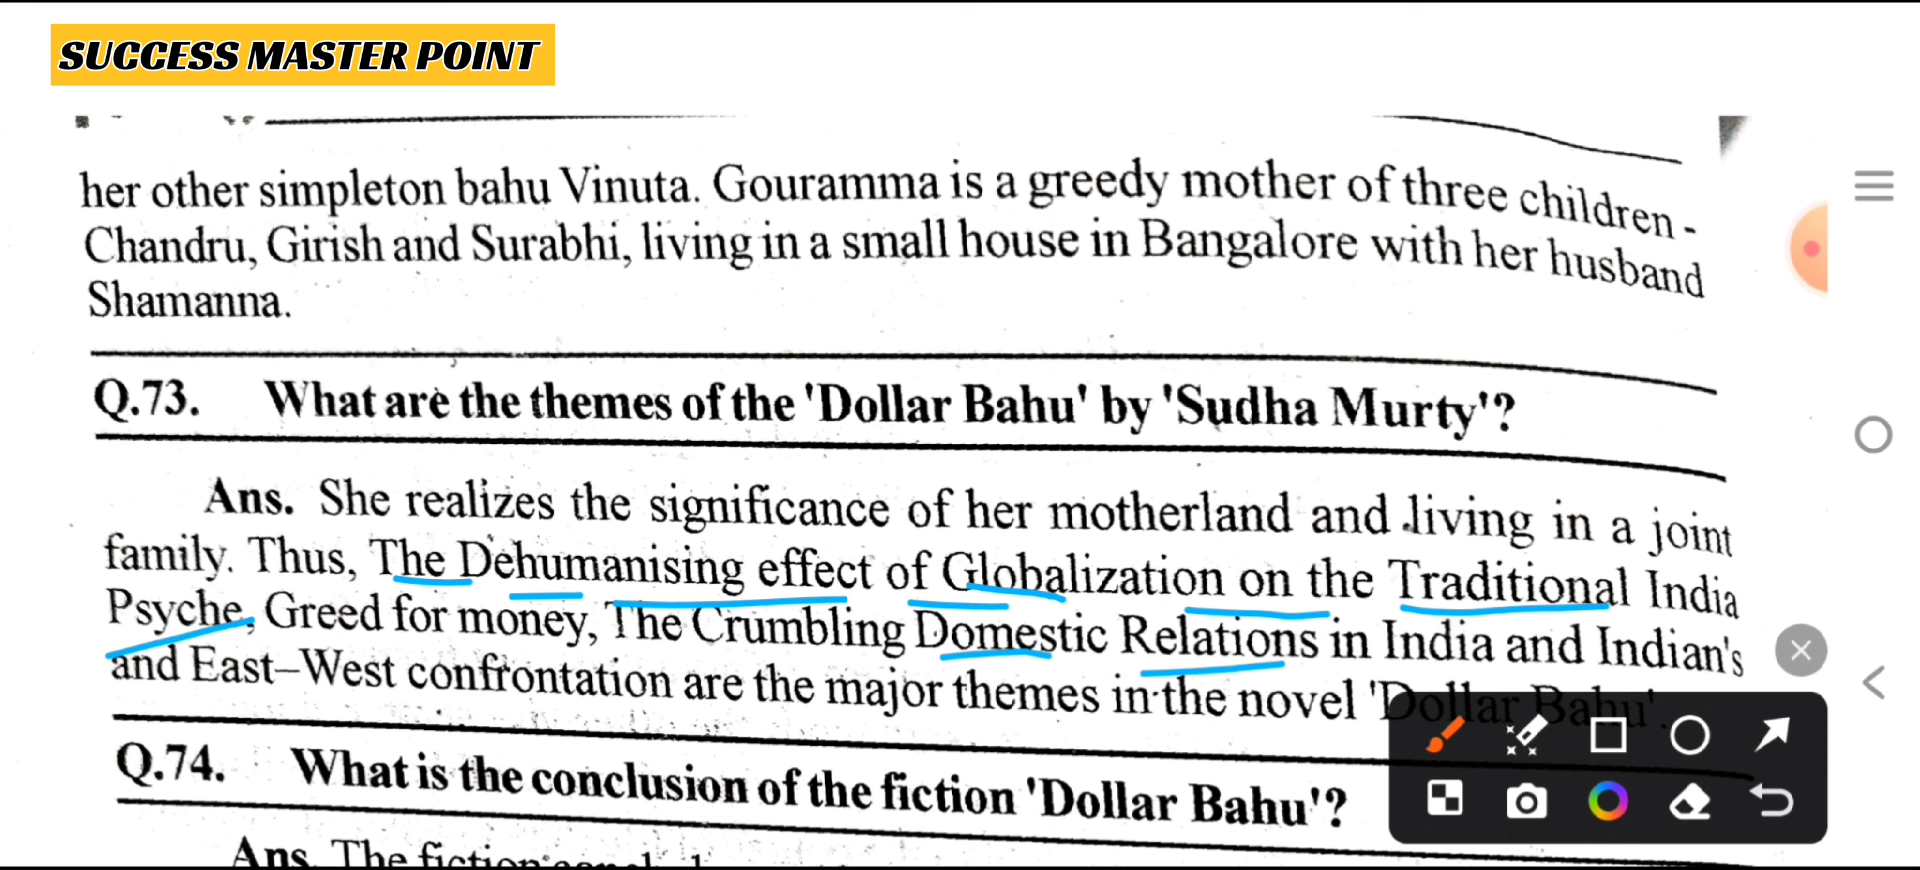 SUCCESS MASTER POINT
her other simpleton bahu Vinuta. Gouramma is a greedy mother of three children -
Chandru, Girish and Surabhi, living in a small house in Bangalore with her husband
Shamanna.
Q.73. What are the themes of the 'Dollar Bahu' by 'Sudha Murty'?
Ans. She realizes the significance of her motherland and living in a joint
family. Thus, The Dehumanising effect of Globalization on the Traditional India
Psyche, Greed for money, The Crumbling Domestic Relations in India and Indian's
and East–West confrontation are the major themes in the novel 'Dollar Bahu'.
Q.74. What is the conclusion of the fiction 'Dollar Bahu'?
Ans. The fiction